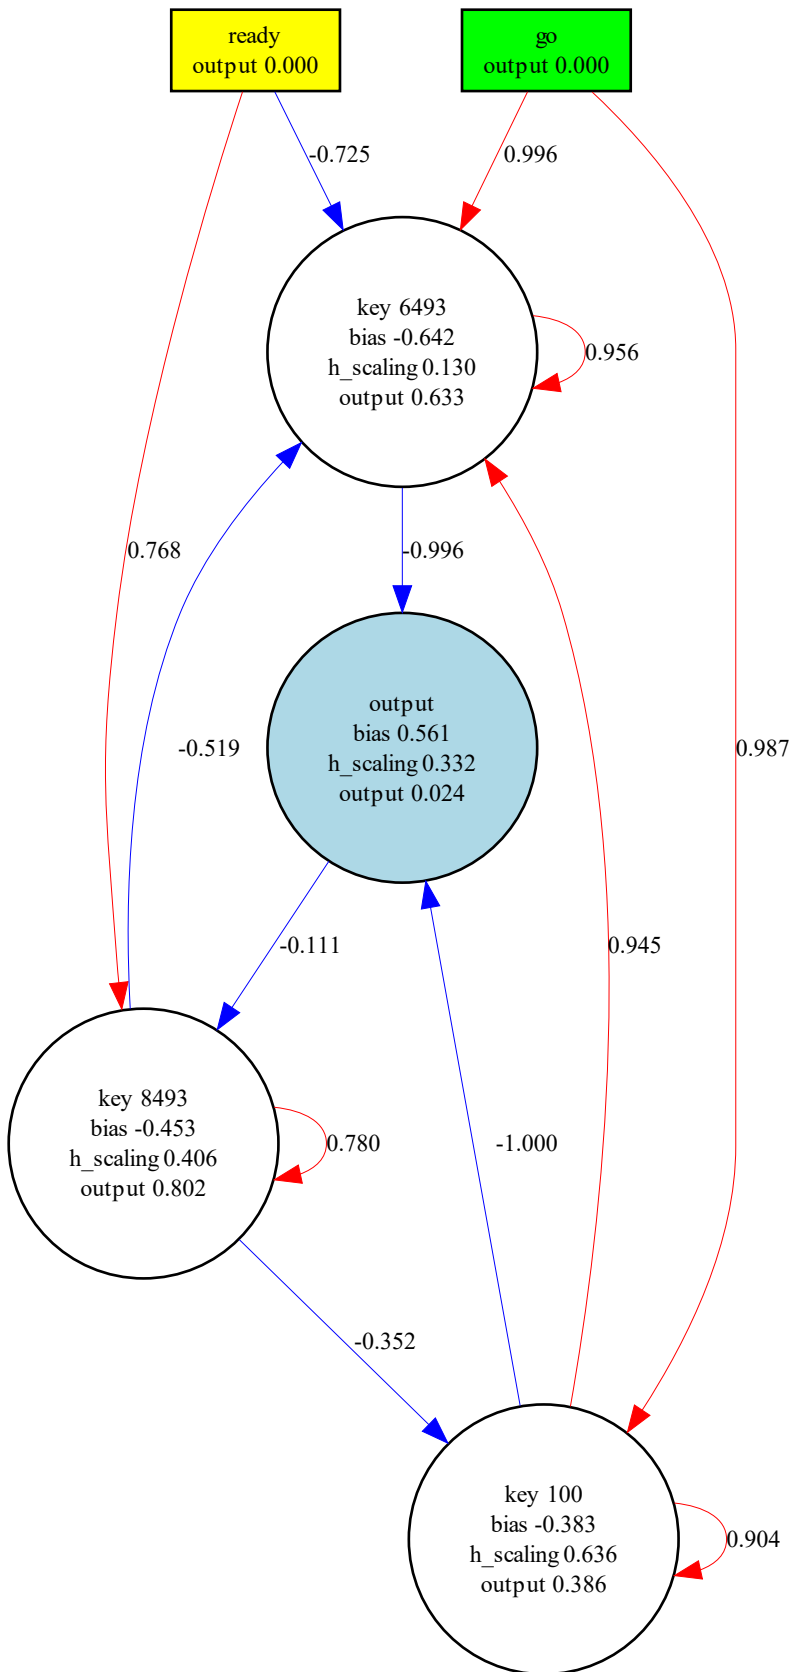 ready
output 0.000
go
output 0.000
-0.725
0.996
key 6493
bias -0.642
h_scaling 0.130
output 0.633
0.956
0.768
-0.996
-0.519
output
bias 0.561
h_scaling 0.332
output 0.024
0.987
-0.111
0.945
key 8493
bias -0.453
h_scaling 0.406
output 0.802
0.780
-1.000
-0.352
key 100
bias -0.383
h_scaling 0.636
output 0.386
0.904